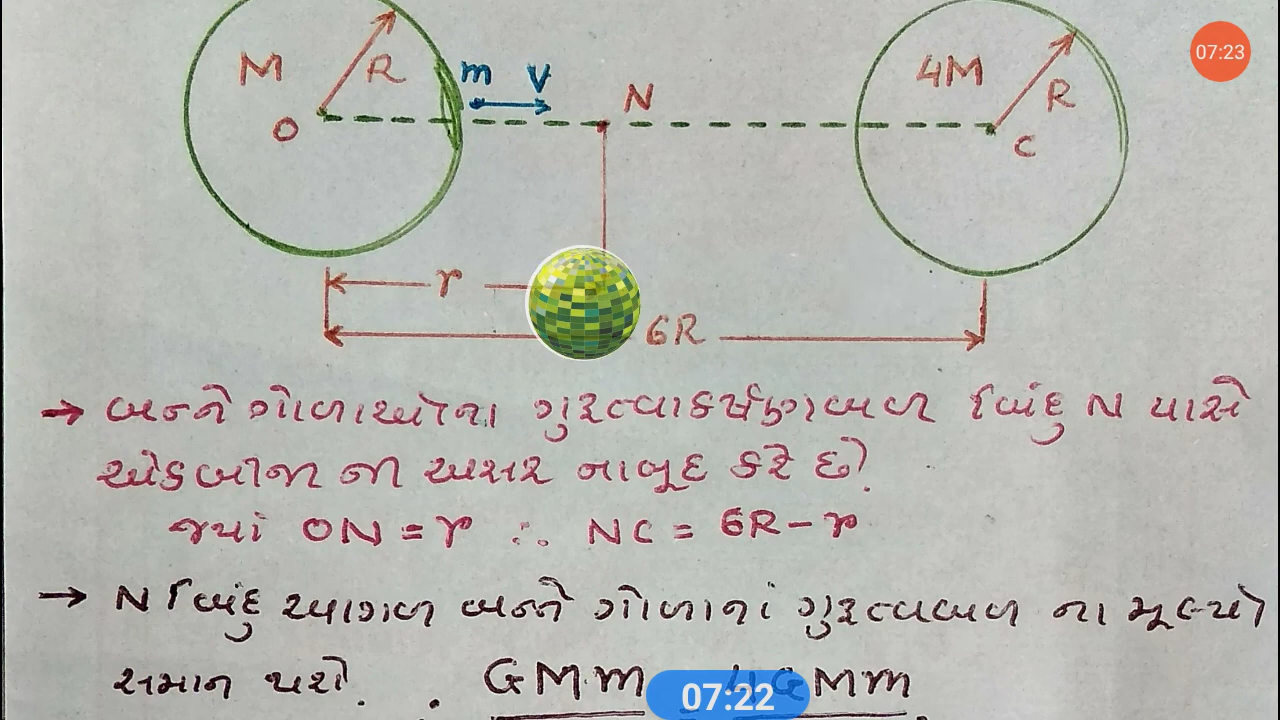 07:23
M R m V N 4M R
O C
r
6R
→ બન્ને ગોળાઓના ગુરુત્વાકર્ષણબળ બિંદુ N પાસે
એકબીજા ની અસર નાબૂદ કરે છે.
જ્યાં ON = r ∴ NC = 6R - r
→ N બિંદુ આગળ બન્ને ગોળાનાં ગુરુત્વબળ ના મૂલ્યો
સમાન થશે. ∴ GMm 4GMm
07:22